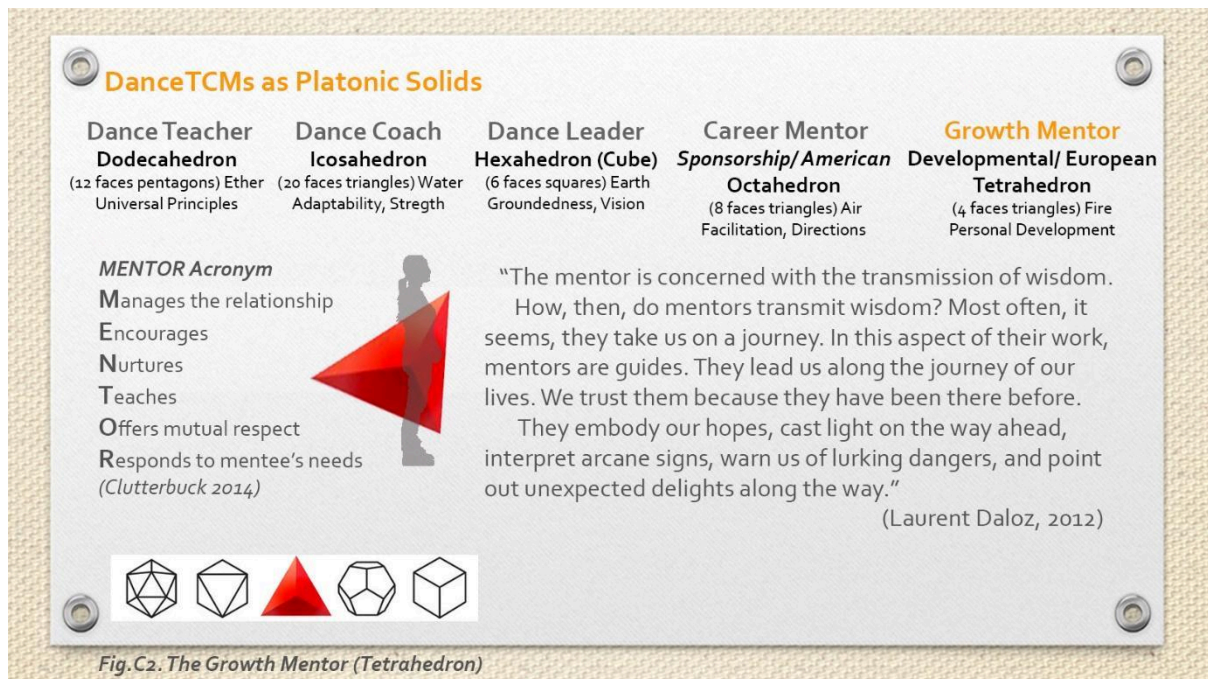 DanceTCMs as Platonic Solids
Dance Teacher
Dodecahedron
(12 faces pentagons) Ether
Universal Principles
Dance Coach
Icosahedron
(20 faces triangles) Water
Adaptability, Stregth
Dance Leader
Hexahedron (Cube)
(6 faces squares) Earth
Groundedness, Vision
Career Mentor
Sponsorship/ American
Octahedron
(8 faces triangles) Air
Facilitation, Directions
Growth Mentor
Developmental/ European
Tetrahedron
(4 faces triangles) Fire
Personal Development
MENTOR Acronym
Manages the relationship
Encourages
Nurtures
Teaches
Offers mutual respect
Responds to mentee's needs
(Clutterbuck 2014)
“The mentor is concerned with the transmission of wisdom.
How, then, do mentors transmit wisdom? Most often, it
seems, they take us on a journey. In this aspect of their work,
mentors are guides. They lead us along the journey of our
lives. We trust them because they have been there before.
They embody our hopes, cast light on the way ahead,
interpret arcane signs, warn us of lurking dangers, and point
out unexpected delights along the way.”
(Laurent Daloz, 2012)
Fig.C2. The Growth Mentor (Tetrahedron)